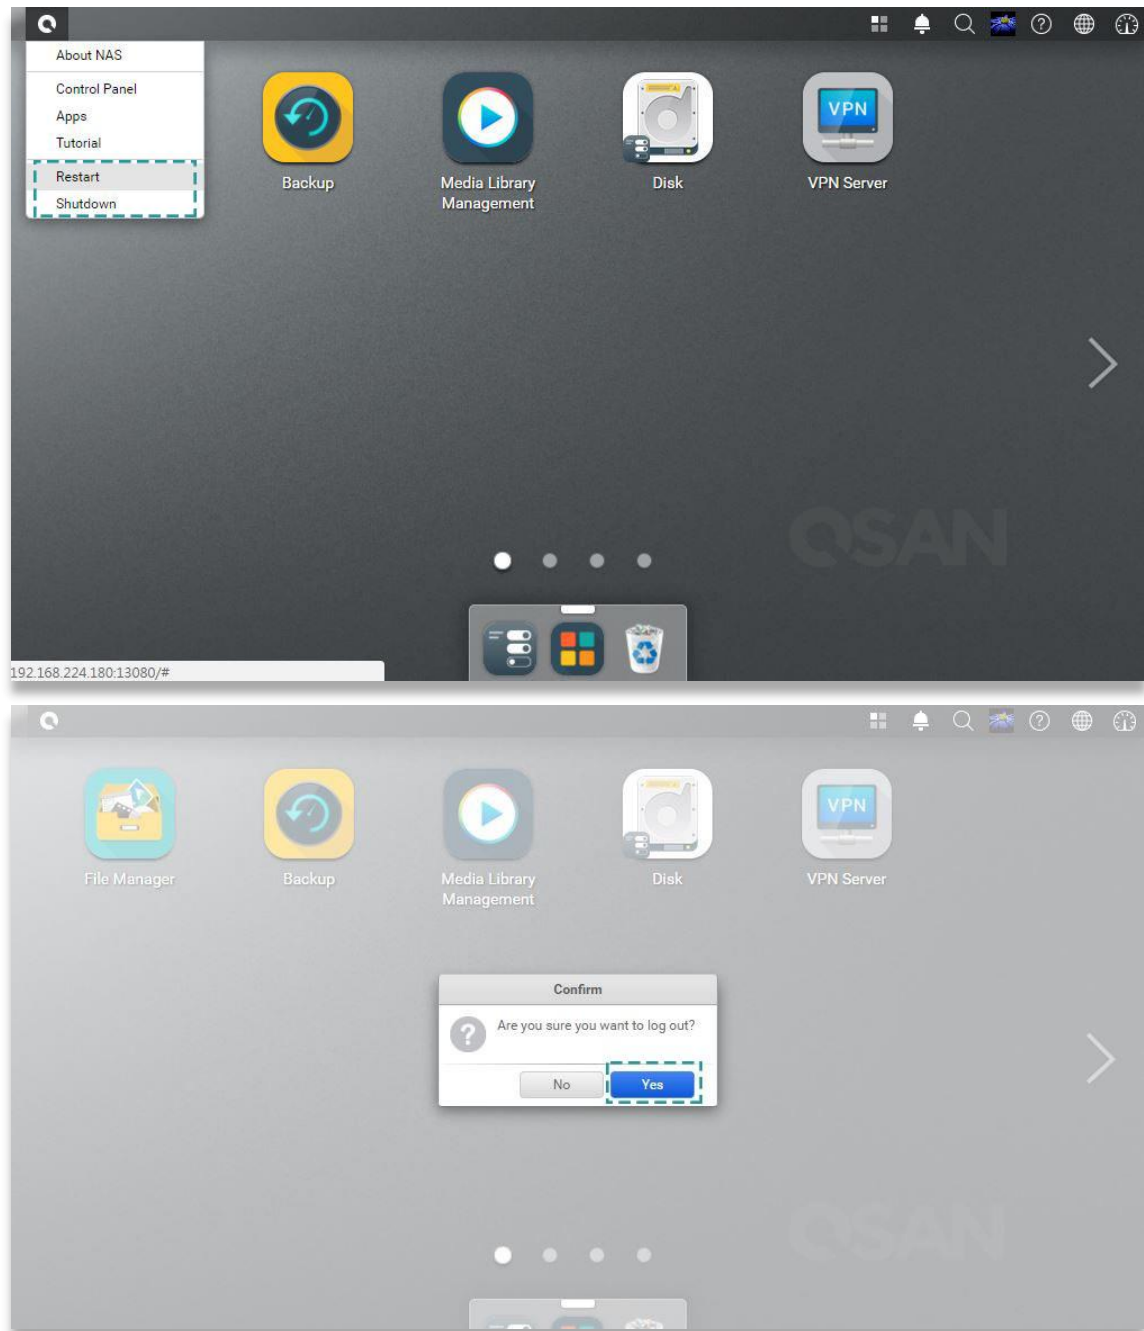 About NAS
Control Panel
Apps
Tutorial
Restart
Shutdown
VPN
Backup
Media Library
Management
Disk
VPN Server
QSAN
192.168.224.180:13080/#
VPN
File Manager
Backup
Media Library
Management
Disk
VPN Server
Confirm
Are you sure you want to log out?
No
Yes
QSAN